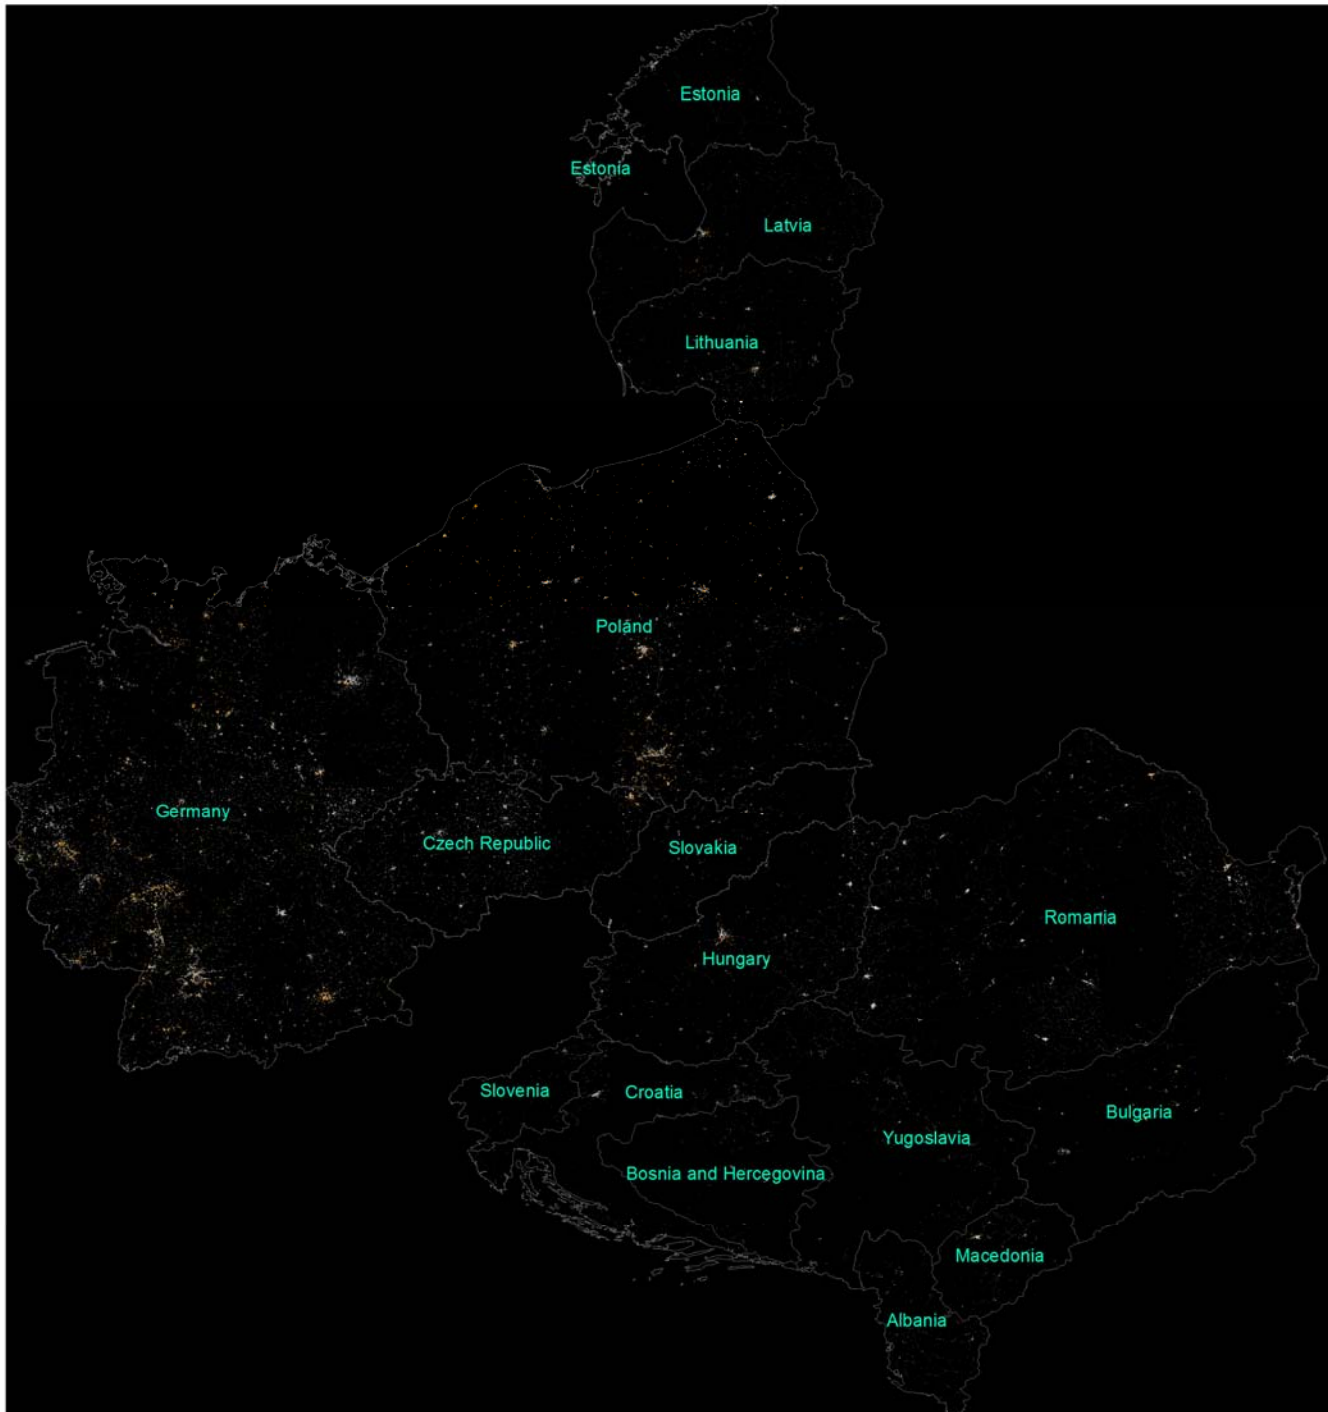 Estonia
Estonia
Latvia
Lithuania
Poland
Germany
Czech Republic
Slovakia
Romania
Hungary
Slovenia
Croatia
Bulgaria
Yugoslavia
Bosnia and Hercegovina
Macedonia
Albania